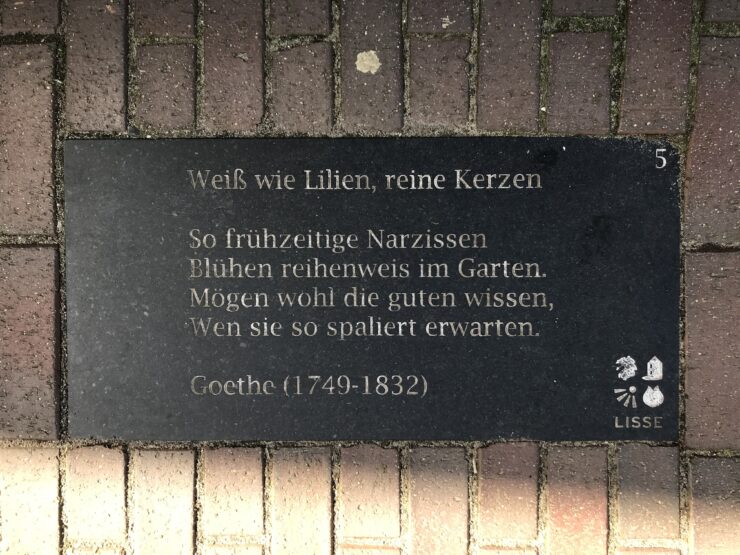 5
Weiß wie Lilien, reine Kerzen
So frühzeitige Narzissen
Blühen reihenweis im Garten.
Mögen wohl die guten wissen,
Wen sie so spaliert erwarten.
Goethe (1749-1832)
LISSE